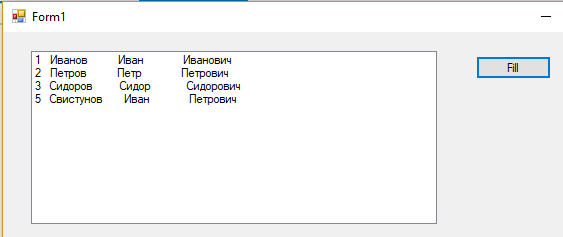 Form1
1 Иванов Иван Иванович
2 Петров Петр Петрович
3 Сидоров Сидор Сидорович
5 Свистунов Иван Петрович
Fill